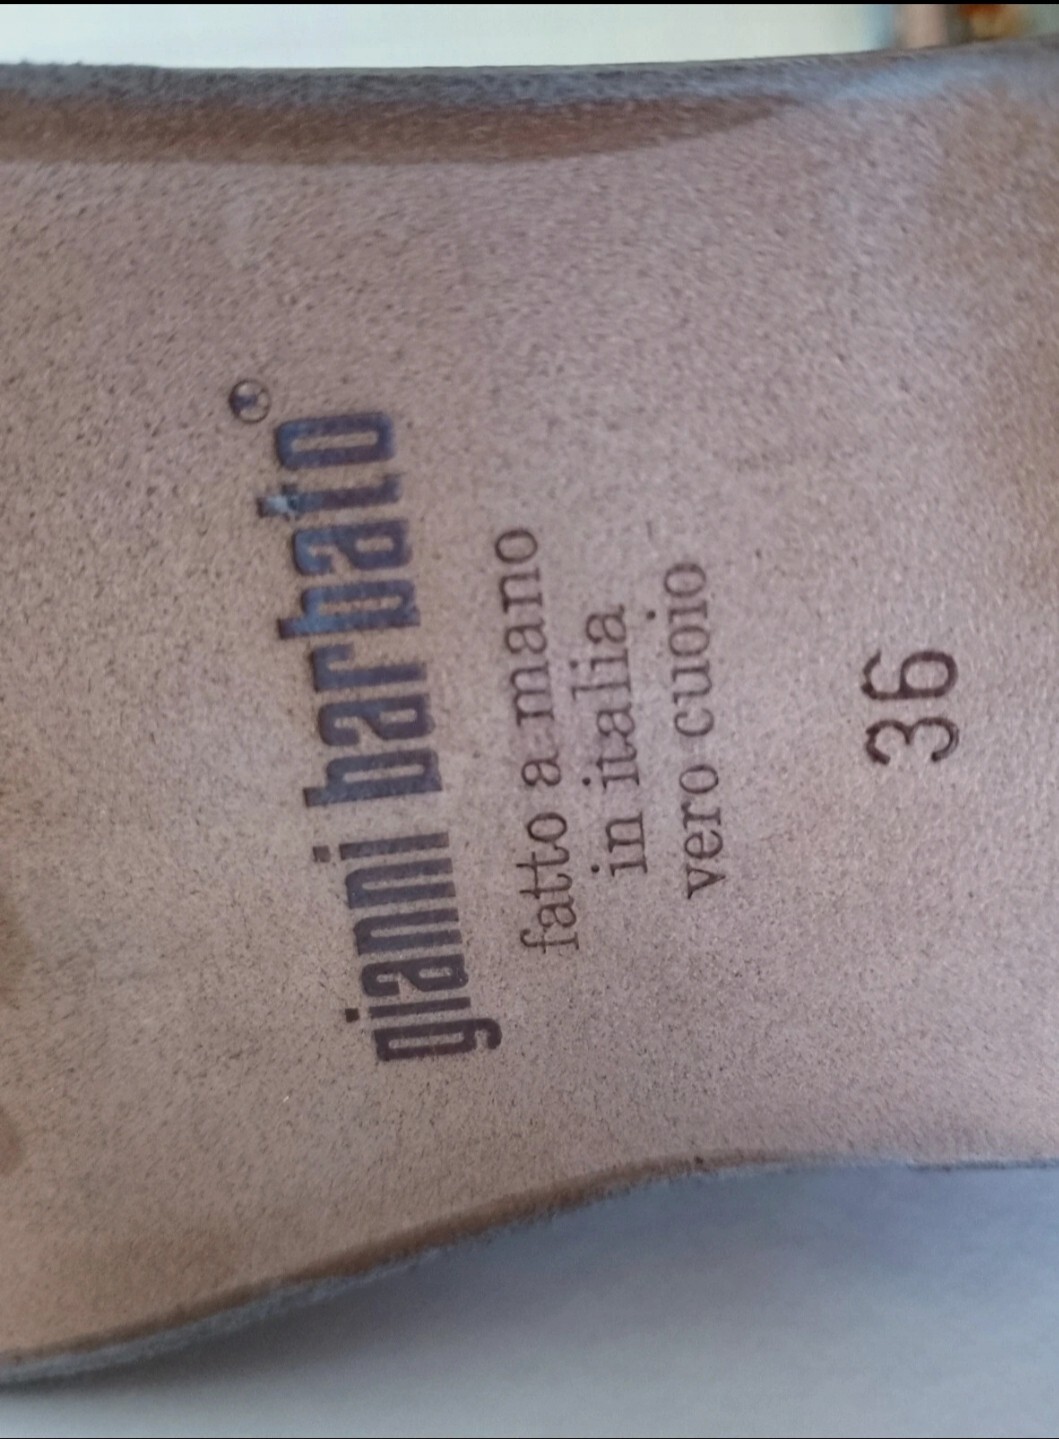 gianni barbato®
fatto a mano
in italia
vero cuoio
36